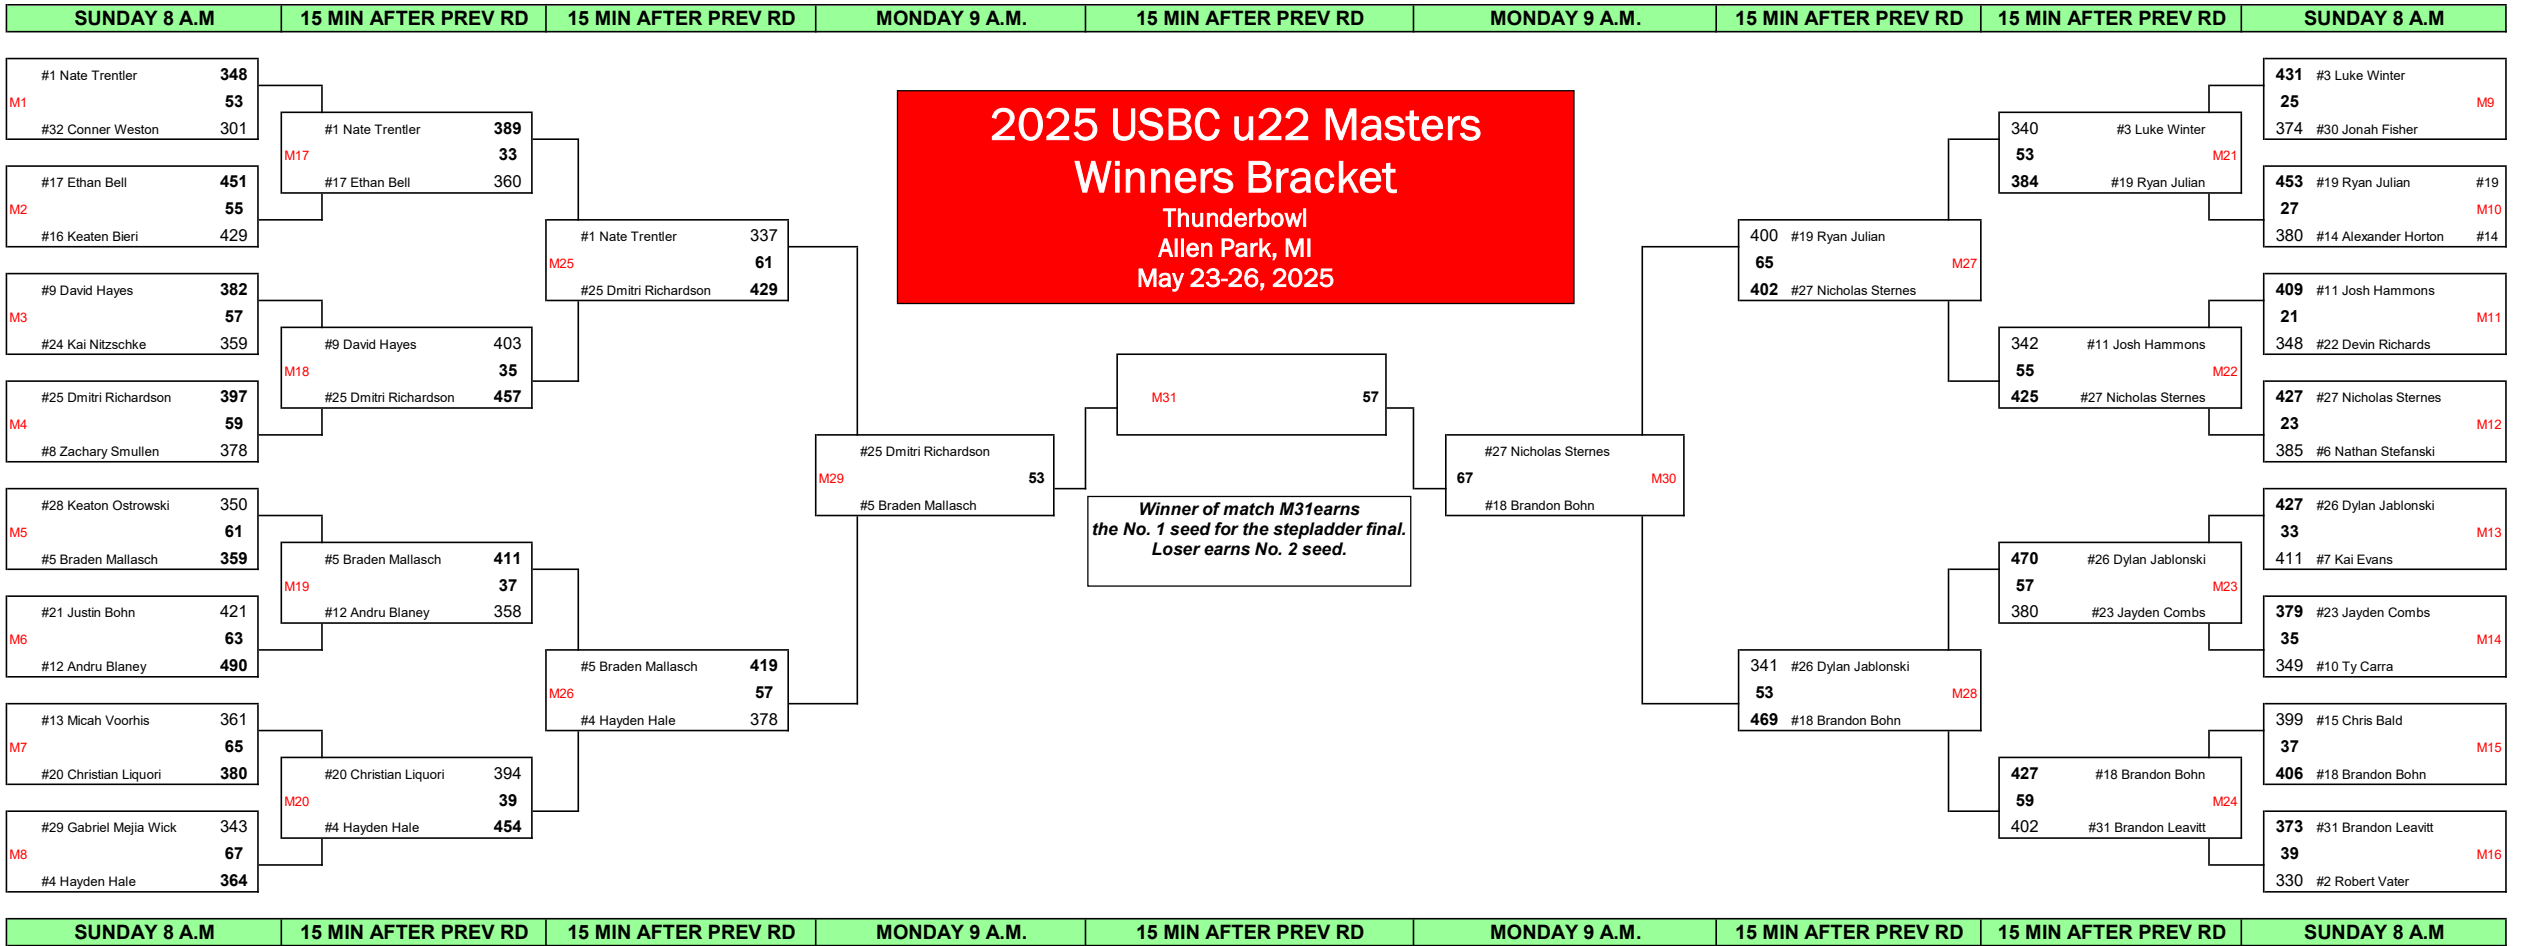 SUNDAY 8 A.M 15 MIN AFTER PREV RD 15 MIN AFTER PREV RD MONDAY 9 A.M. 15 MIN AFTER PREV RD MONDAY 9 A.M. 15 MIN AFTER PREV RD 15 MIN AFTER PREV RD SUNDAY 8 A.M
#1 Nate Trentler 348
M1 53
#32 Conner Weston 301
#17 Ethan Bell 451
M2 55
#16 Keaten Bieri 429
#9 David Hayes 382
M3 57
#24 Kai Nitzschke 359
#25 Dmitri Richardson 397
M4 59
#8 Zachary Smullen 378
#28 Keaton Ostrowski 350
M5 61
#5 Braden Mallasch 359
#21 Justin Bohn 421
M6 63
#12 Andru Blaney 490
#13 Micah Voorhis 361
M7 65
#20 Christian Liquori 380
#29 Gabriel Mejia Wick 343
M8 67
#4 Hayden Hale 364
#1 Nate Trentler 389
M17 33
#17 Ethan Bell 360
#9 David Hayes 403
M18 35
#25 Dmitri Richardson 457
#5 Braden Mallasch 411
M19 37
#12 Andru Blaney 358
#20 Christian Liquori 394
M20 39
#4 Hayden Hale 454
#1 Nate Trentler 337
M25 61
#25 Dmitri Richardson 429
#5 Braden Mallasch 419
M26 57
#4 Hayden Hale 378
#25 Dmitri Richardson
M29 53
#5 Braden Mallasch
2025 USBC u22 Masters
Winners Bracket
Thunderbowl
Allen Park, MI
May 23-26, 2025
M31 57
Winner of match M31earns
the No. 1 seed for the stepladder final.
Loser earns No. 2 seed.
#27 Nicholas Sternes
67 M30
#18 Brandon Bohn
400 #19 Ryan Julian
65 M27
402 #27 Nicholas Sternes
341 #26 Dylan Jablonski
53 M28
469 #18 Brandon Bohn
340 #3 Luke Winter
53 M21
384 #19 Ryan Julian
342 #11 Josh Hammons
55 M22
425 #27 Nicholas Sternes
470 #26 Dylan Jablonski
57 M23
380 #23 Jayden Combs
427 #18 Brandon Bohn
59 M24
402 #31 Brandon Leavitt
431 #3 Luke Winter
25 M9
374 #30 Jonah Fisher
453 #19 Ryan Julian #19
27 M10
380 #14 Alexander Horton #14
409 #11 Josh Hammons
21 M11
348 #22 Devin Richards
427 #27 Nicholas Sternes
23 M12
385 #6 Nathan Stefanski
427 #26 Dylan Jablonski
33 M13
411 #7 Kai Evans
379 #23 Jayden Combs
35 M14
349 #10 Ty Carra
399 #15 Chris Bald
37 M15
406 #18 Brandon Bohn
373 #31 Brandon Leavitt
39 M16
330 #2 Robert Vater
SUNDAY 8 A.M 15 MIN AFTER PREV RD 15 MIN AFTER PREV RD MONDAY 9 A.M. 15 MIN AFTER PREV RD MONDAY 9 A.M. 15 MIN AFTER PREV RD 15 MIN AFTER PREV RD SUNDAY 8 A.M